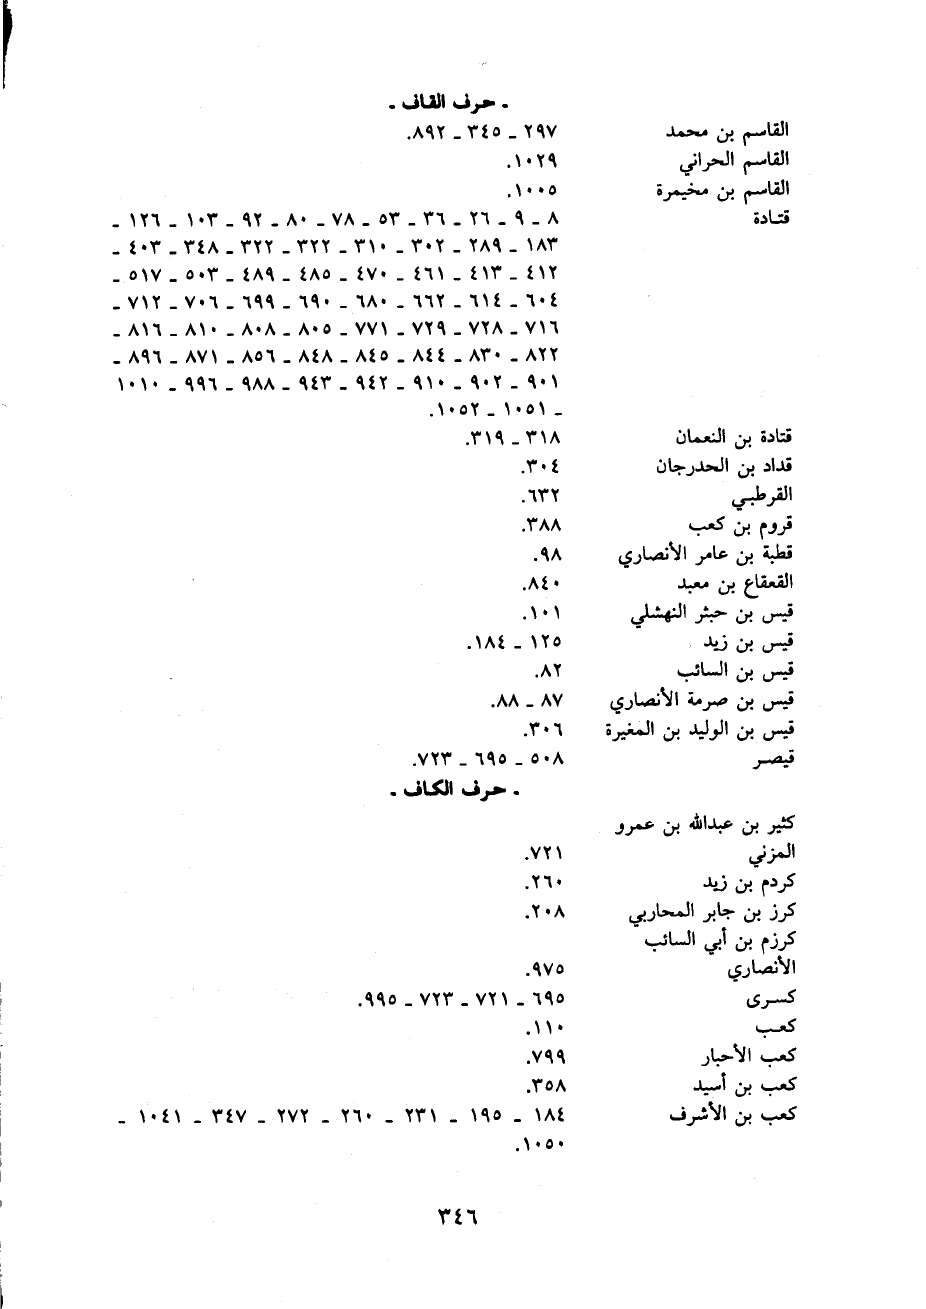 - حرف القاف -
القاسم بن محمد ٢٩٧ - ٣٤٥ - ٨٩٢.
القاسم الحراني ١٠٢٩.
القاسم بن مخيمرة ١٠٠٥.
قتادة ٨ - ٩ - ٢٦ - ٣٦ - ٥٣ - ٧٨ - ٨٠ - ٩٢ - ١٠٣ - ١٢٦ -
١٨٣ - ٢٨٩ - ٣٠٢ - ٣١٠ - ٣٢٢ - ٣٢٢ - ٣٤٨ - ٤٠٣ -
٤١٢ - ٤١٣ - ٤٦١ - ٤٧٠ - ٤٨٥ - ٤٨٩ - ٥٠٣ - ٥١٧ -
٦٠٤ - ٦١٤ - ٦٦٢ - ٦٨٠ - ٦٩٠ - ٦٩٩ - ٧٠٦ - ٧١٢ -
٧١٦ - ٧٢٨ - ٧٢٩ - ٧٧١ - ٨٠٥ - ٨٠٨ - ٨١٠ - ٨١٦ -
٨٢٢ - ٨٣٠ - ٨٤٤ - ٨٤٥ - ٨٤٨ - ٨٥٦ - ٨٧١ - ٨٩٦ -
٩٠١ - ٩٠٢ - ٩١٠ - ٩٤٢ - ٩٤٣ - ٩٨٨ - ٩٩٦ - ١٠١٠
- ١٠٥١ - ١٠٥٢.
قتادة بن النعمان ٣١٨ - ٣١٩.
قداد بن الحدرجان ٣٠٤.
القرطبي ٦٣٢.
قروم بن كعب ٣٨٨.
قطبة بن عامر الأنصاري ٩٨.
القعقاع بن معبد ٨٤٠.
قيس بن حبثر النهشلي ١٠١.
قيس بن زيد ١٢٥ - ١٨٤.
قيس بن السائب ٨٢.
قيس بن صرمة الأنصاري ٨٧ - ٨٨.
قيس بن الوليد بن المغيرة ٣٠٦.
قيصر ٥٠٨ - ٦٩٥ - ٧٢٣.
- حرف الكاف -
كثير بن عبدالله بن عمرو
المزني ٧٢١.
كردم بن زيد ٢٦٠.
كرز بن جابر المحاربي ٢٠٨.
كرزم بن أبي السائب
الأنصاري ٩٧٥.
كسرى ٦٩٥ - ٧٢١ - ٧٢٣ - ٩٩٥.
كعب ١١٠.
كعب الأحبار ٧٩٩.
كعب بن أسيد ٣٥٨.
كعب بن الأشرف ١٨٤ - ١٩٥ - ٢٣١ - ٢٦٠ - ٢٧٢ - ٣٤٧ - ١٠٤١ -
١٠٥٠.
٣٤٦